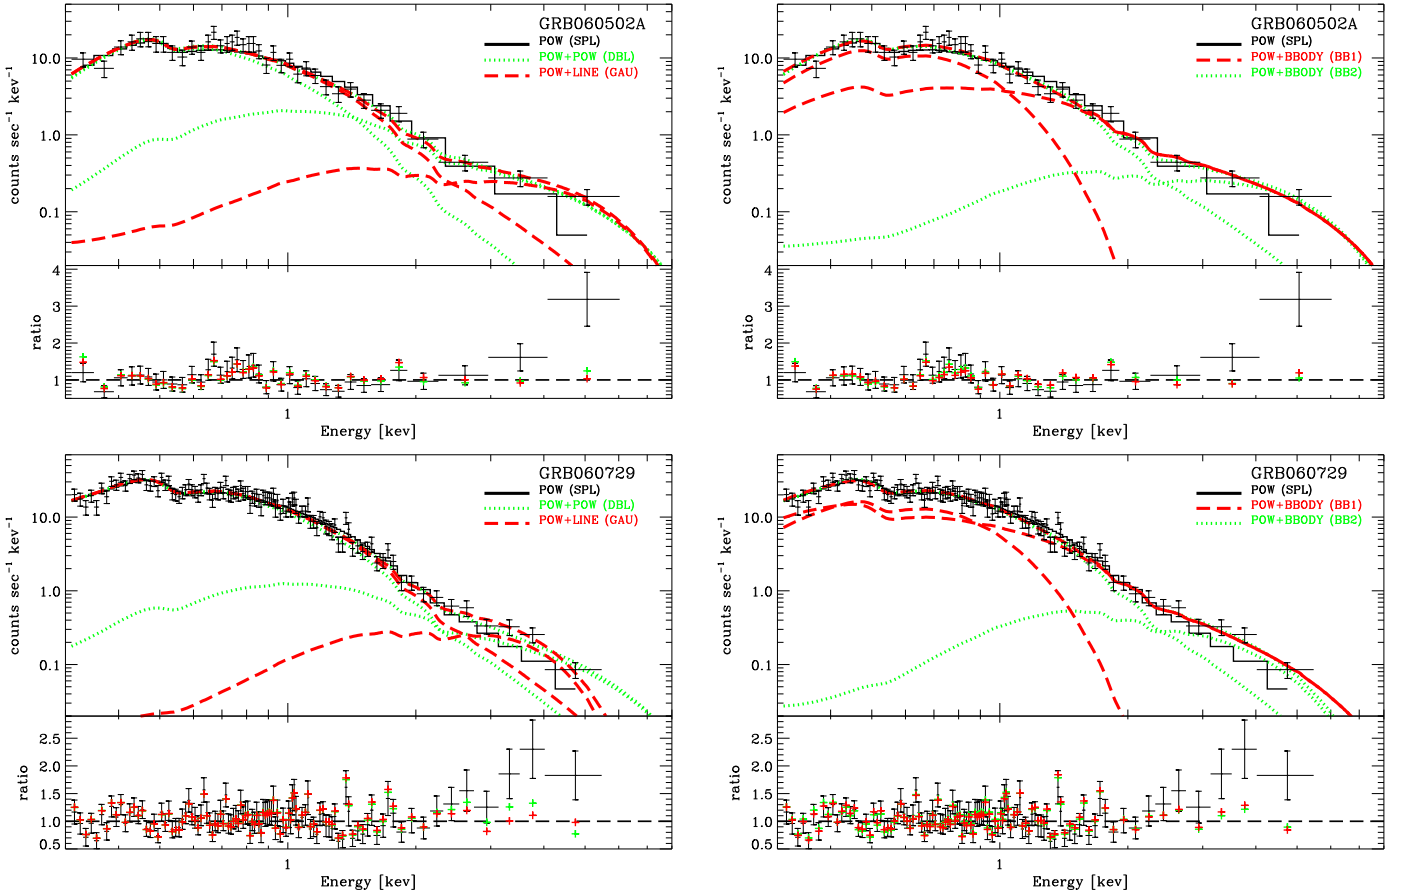 GRB060502A
POW (SPL)
POW+POW (DBL)
POW+LINE (GAU)
counts sec⁻¹ kev⁻¹
10.0
1.0
0.1
ratio
4
3
2
1
1
Energy [kev]
GRB060502A
POW (SPL)
POW+BBODY (BB1)
POW+BBODY (BB2)
counts sec⁻¹ kev⁻¹
10.0
1.0
0.1
ratio
4
3
2
1
1
Energy [kev]
GRB060729
POW (SPL)
POW+POW (DBL)
POW+LINE (GAU)
counts sec⁻¹ kev⁻¹
10.0
1.0
0.1
ratio
2.5
2.0
1.5
1.0
0.5
1
Energy [kev]
GRB060729
POW (SPL)
POW+BBODY (BB1)
POW+BBODY (BB2)
counts sec⁻¹ kev⁻¹
10.0
1.0
0.1
ratio
2.5
2.0
1.5
1.0
0.5
1
Energy [kev]